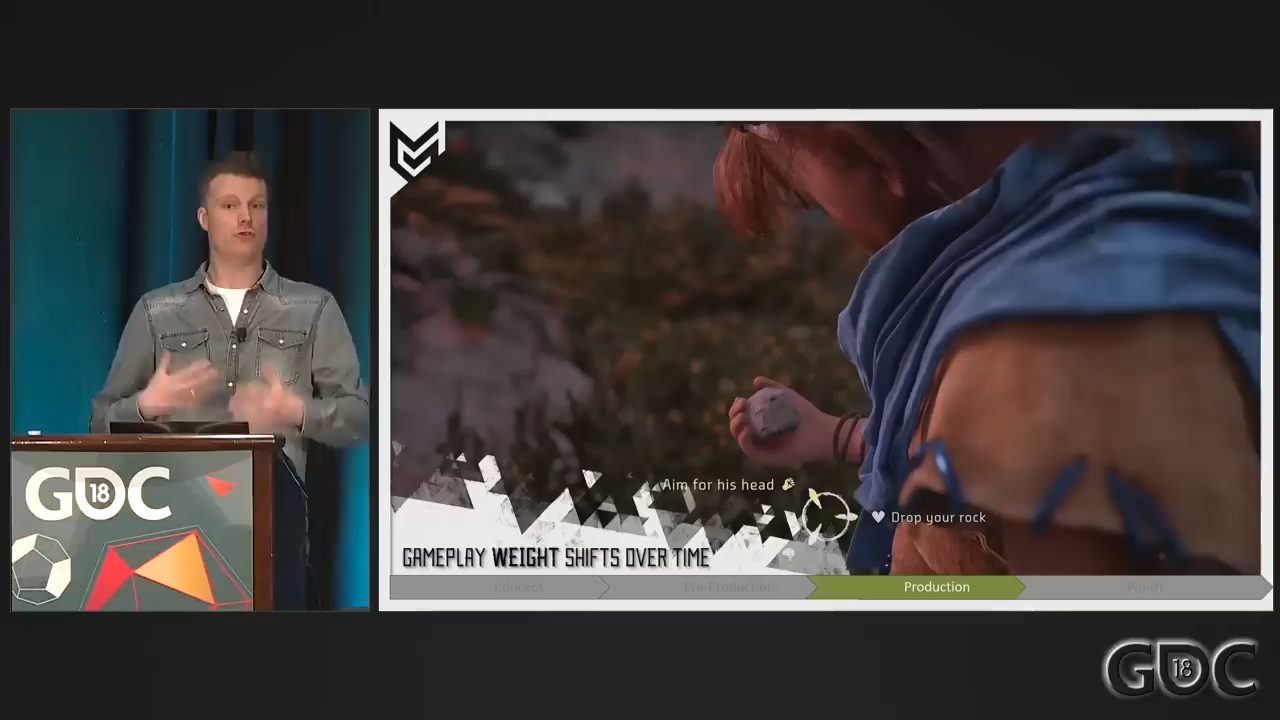 GDC
18
Aim for his head
Drop your rock
GAMEPLAY WEIGHT SHIFTS OVER TIME
Concept
Pre-Production
Production
Polish
GDC
18